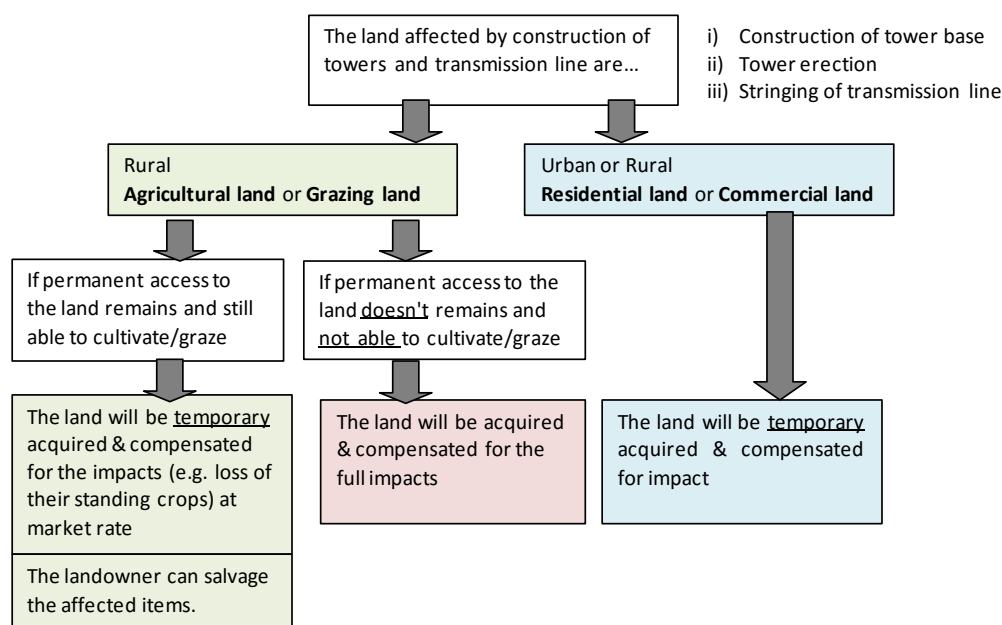 The land affected by construction of
towers and transmission line are...
i) Construction of tower base
ii) Tower erection
iii) Stringing of transmission line
Rural
Agricultural land or Grazing land
Urban or Rural
Residential land or Commercial land
If permanent access to
the land remains and still
able to cultivate/graze
If permanent access to the
land doesn't remains and
not able to cultivate/graze
The land will be temporary
acquired & compensated
for the impacts (e.g. loss of
their standing crops) at
market rate
The landowner can salvage
the affected items.
The land will be acquired
& compensated for the
full impacts
The land will be temporary
acquired & compensated
for impact